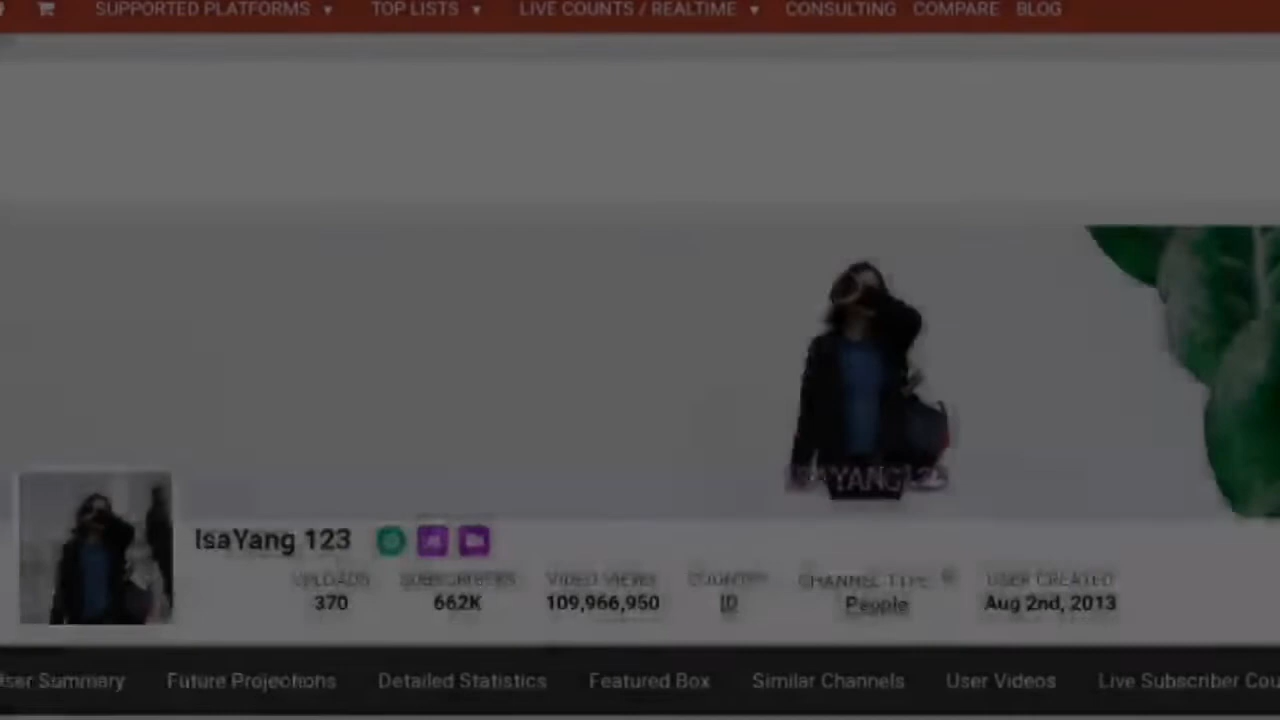 SUPPORTED PLATFORMS ▼ TOP LISTS ▼ LIVE COUNTS / REALTIME ▼ CONSULTING COMPARE BLOG
ISAYANG123
IsaYang 123
UPLOADS SUBSCRIBERS VIDEO VIEWS COUNTRY CHANNEL TYPE USER CREATED
370 662K 109,966,950 ID People Aug 2nd, 2013
User Summary Future Projections Detailed Statistics Featured Box Similar Channels User Videos Live Subscriber Cou